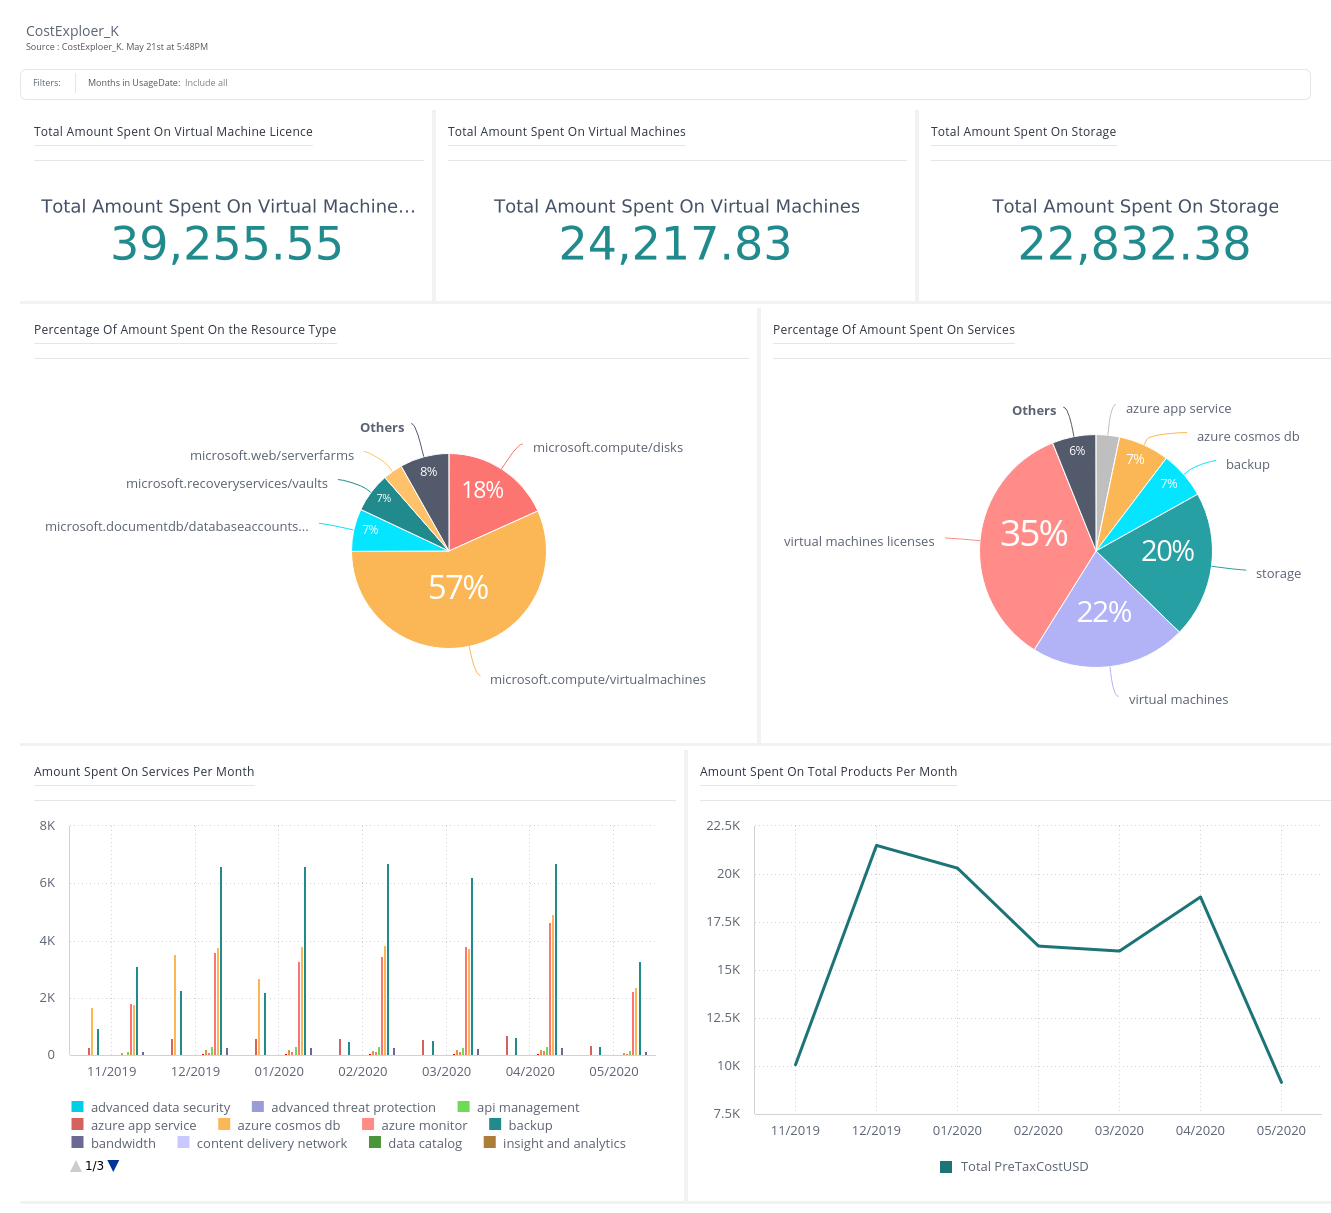 CostExploer_K
Source : CostExploer_K. May 21st at 5:48PM
Filters: Months in UsageDate: Include all
Total Amount Spent On Virtual Machine Licence
Total Amount Spent On Virtual Machine...
39,255.55
Total Amount Spent On Virtual Machines
Total Amount Spent On Virtual Machines
24,217.83
Total Amount Spent On Storage
Total Amount Spent On Storage
22,832.38
Percentage Of Amount Spent On the Resource Type
Others
microsoft.compute/disks
microsoft.web/serverfarms
microsoft.recoveryservices/vaults
microsoft.documentdb/databaseaccounts...
8%
18%
7%
7%
57%
microsoft.compute/virtualmachines
Percentage Of Amount Spent On Services
Others
azure app service
azure cosmos db
backup
6%
7%
7%
35%
20%
22%
virtual machines licenses
storage
virtual machines
Amount Spent On Services Per Month
8K
6K
4K
2K
0
11/2019 12/2019 01/2020 02/2020 03/2020 04/2020 05/2020
advanced data security advanced threat protection api management
azure app service azure cosmos db azure monitor backup
bandwidth content delivery network data catalog insight and analytics
1/3
Amount Spent On Total Products Per Month
22.5K
20K
17.5K
15K
12.5K
10K
7.5K
11/2019 12/2019 01/2020 02/2020 03/2020 04/2020 05/2020
Total PreTaxCostUSD